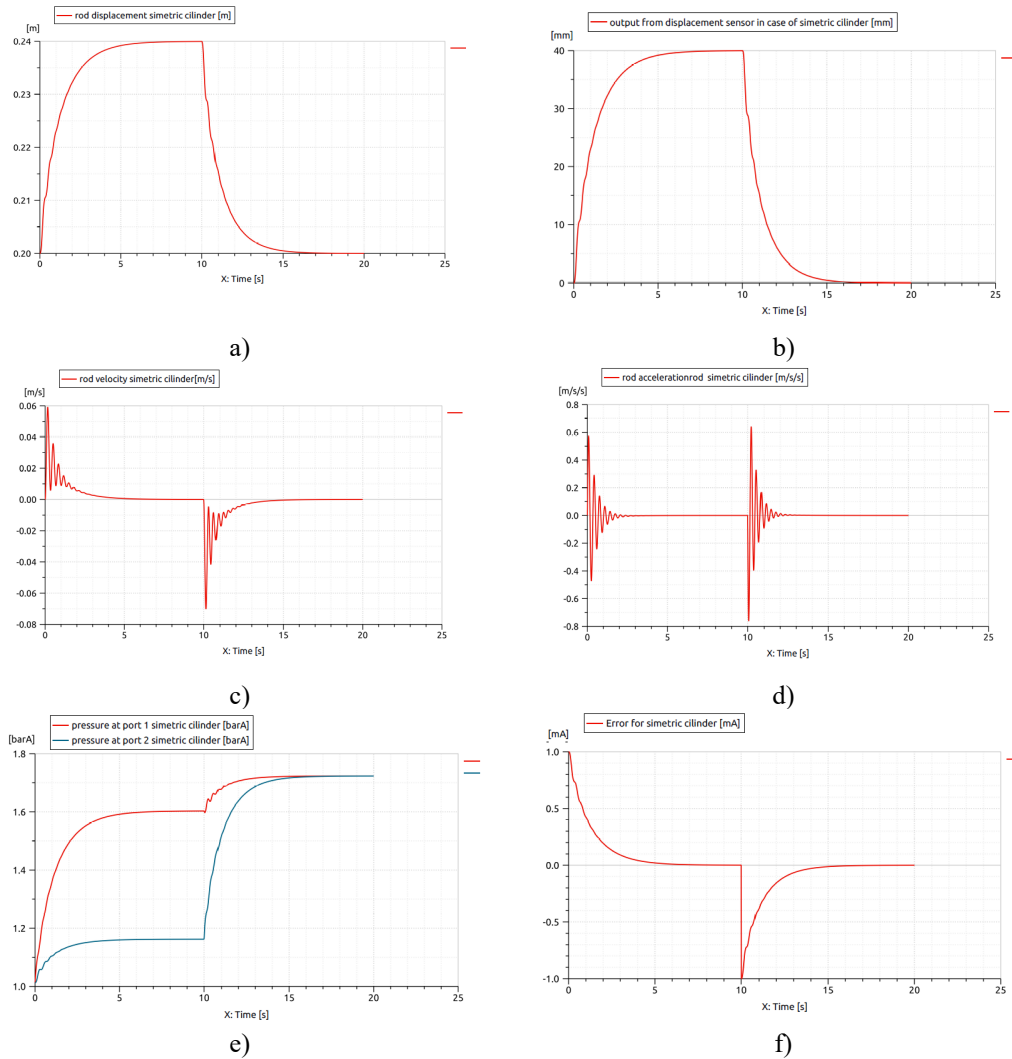 rod displacement simetric cilinder [m]
[m]
0.24
0.23
0.22
0.21
0.20
0 5 10 15 20 25
X: Time [s]
a)
output from displacement sensor in case of simetric cilinder [mm]
[mm]
40
30
20
10
0
0 5 10 15 20 25
X: Time [s]
b)
rod velocity simetric cilinder[m/s]
[m/s]
0.06
0.04
0.02
0.00
-0.02
-0.04
-0.06
-0.08
0 5 10 15 20 25
X: Time [s]
c)
rod accelerationrod simetric cilinder [m/s/s]
[m/s/s]
0.8
0.6
0.4
0.2
0.0
-0.2
-0.4
-0.6
-0.8
0 5 10 15 20 25
X: Time [s]
d)
pressure at port 1 simetric cilinder [barA]
pressure at port 2 simetric cilinder [barA]
[barA]
1.8
1.6
1.4
1.2
1.0
0 5 10 15 20 25
X: Time [s]
e)
Error for simetric cilinder [mA]
[mA]
1.0
0.5
0.0
-0.5
-1.0
0 5 10 15 20 25
X: Time [s]
f)